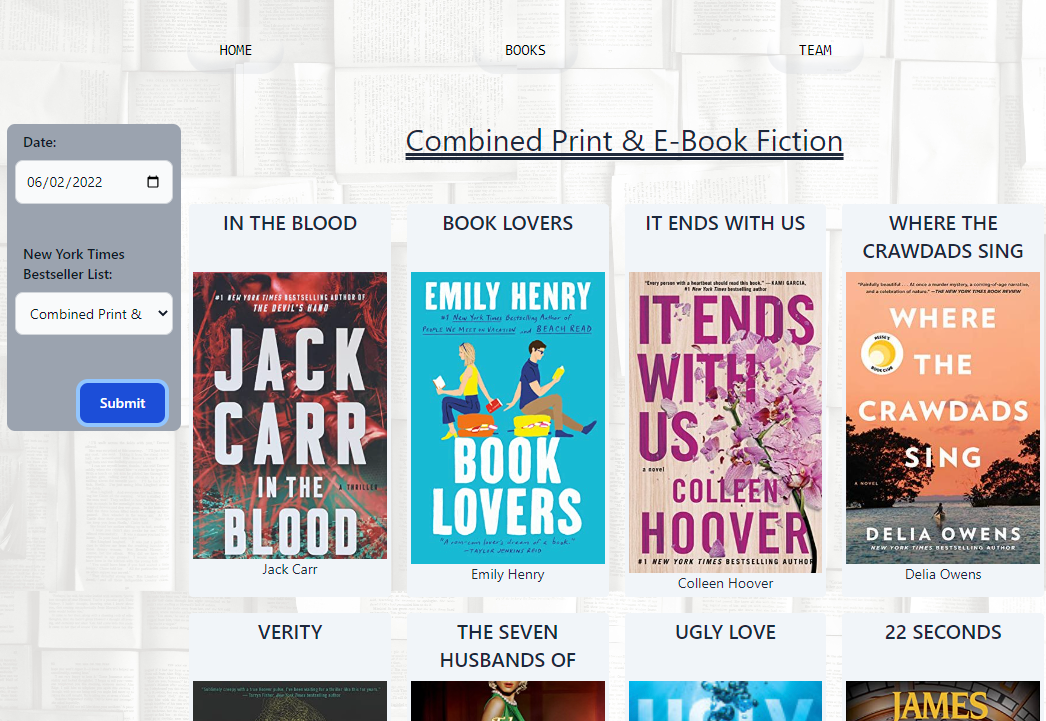 HOME
BOOKS
TEAM
Date:
06/02/2022
New York Times
Bestseller List:
Combined Print &
Submit
Combined Print & E-Book Fiction
IN THE BLOOD
#1 NEW YORK TIMES BESTSELLING AUTHOR OF
THE DEVIL'S HAND
JACK
CARR
A THRILLER
IN THE
BLOOD
Jack Carr
BOOK LOVERS
EMILY HENRY
#1 New York Times Bestselling Author of
PEOPLE WE MEET ON VACATION and BEACH READ
BOOK
LOVERS
"A rom-com lover's dream of a book."
—TAYLOR JENKINS REID
Emily Henry
IT ENDS WITH US
"Every person with a heartbeat should read this book." —KAMI GARCIA,
#1 New York Times bestselling author
IT ENDS
WITH
US
a novel
COLLEEN
HOOVER
#1 NEW YORK TIMES BESTSELLING AUTHOR
Colleen Hoover
WHERE THE
CRAWDADS SING
"Painfully beautiful . . . At once a murder mystery, a coming-of-age narrative,
and a celebration of nature." —THE NEW YORK TIMES BOOK REVIEW
WHERE
REESE'S
BOOK CLUB
THE
CRAWDADS
SING
A NOVEL
DELIA OWENS
NEW YORK TIMES BESTSELLING AUTHOR
Delia Owens
VERITY
THE SEVEN
HUSBANDS OF
UGLY LOVE
UGLY
22 SECONDS
JAMES